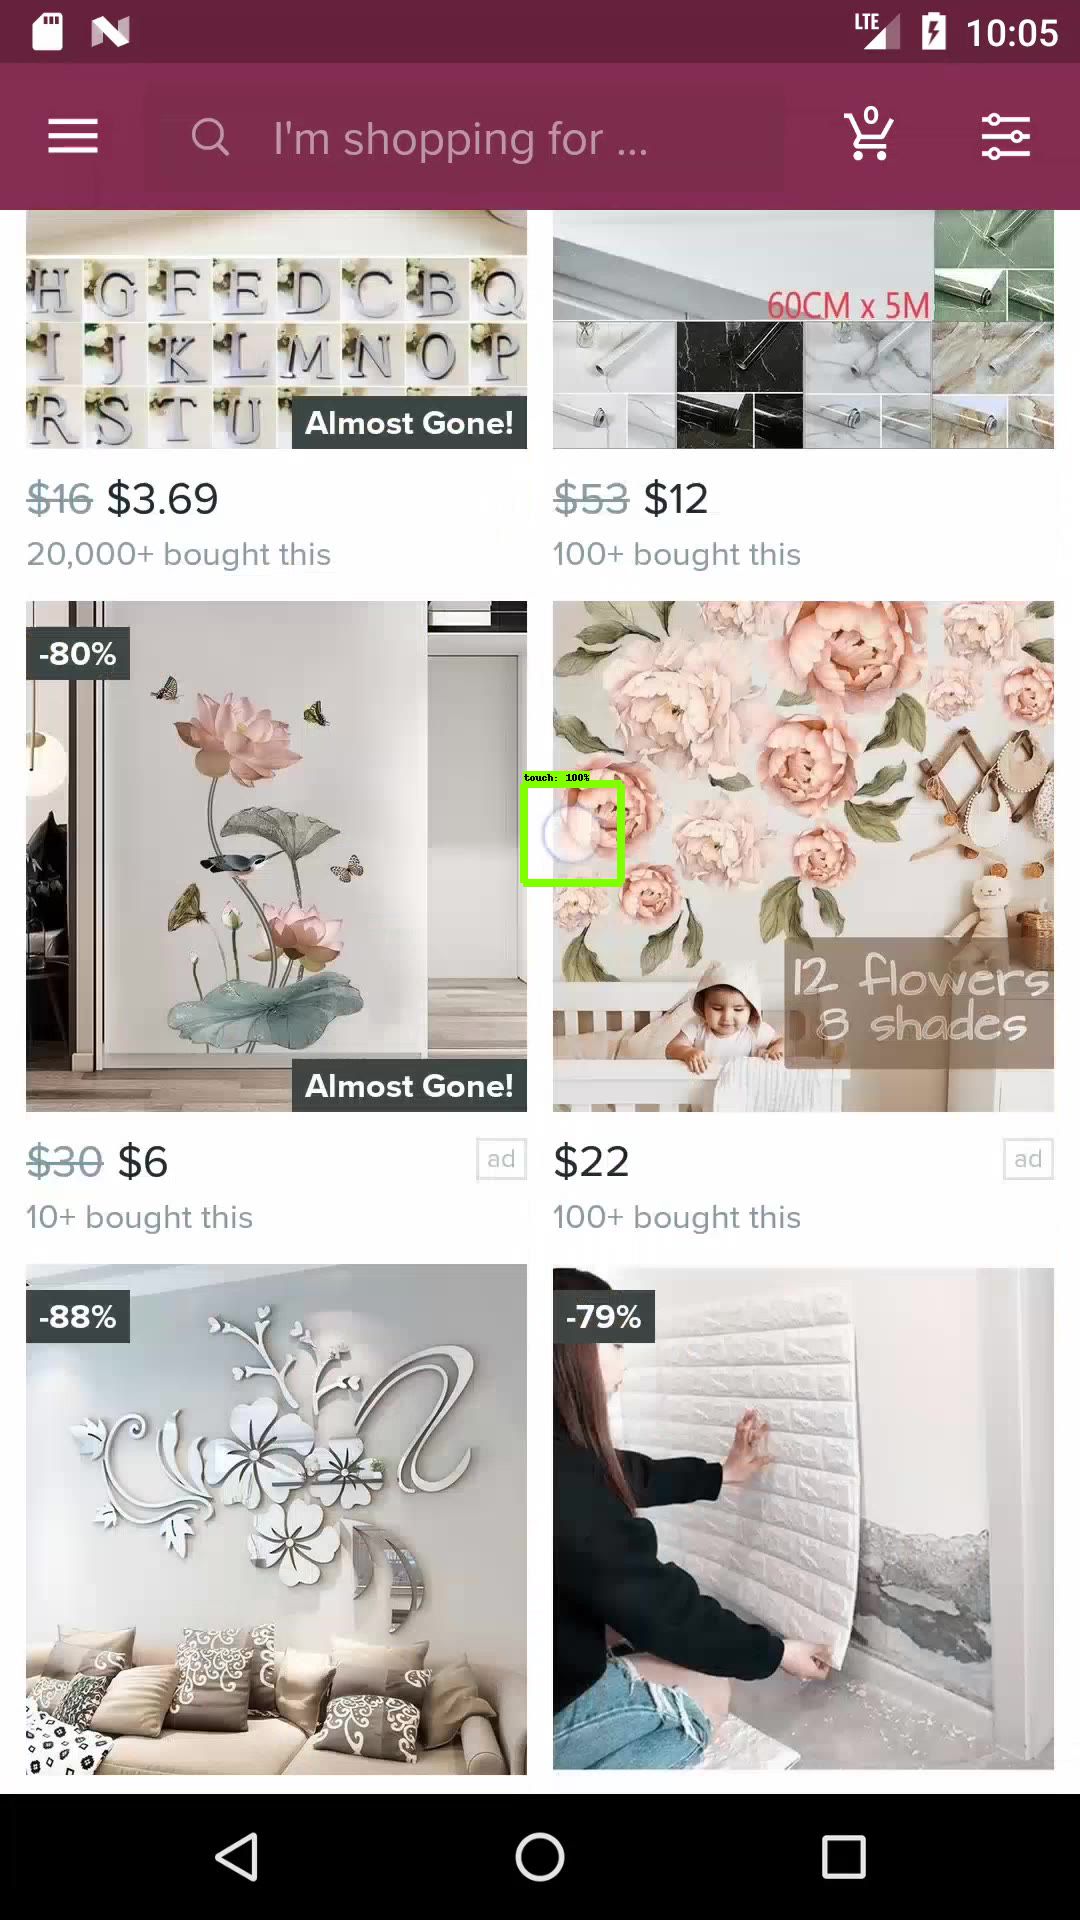 LTE 10:05
0
I'm shopping for ...
H G F E D C B Q
I J K L M N O P
R S T U
Almost Gone!
60CM x 5M
$16 $3.69
$53 $12
20,000+ bought this
100+ bought this
-80%
touch: 100%
12 flowers
8 shades
Almost Gone!
$30 $6
ad
$22
ad
10+ bought this
100+ bought this
-88%
-79%